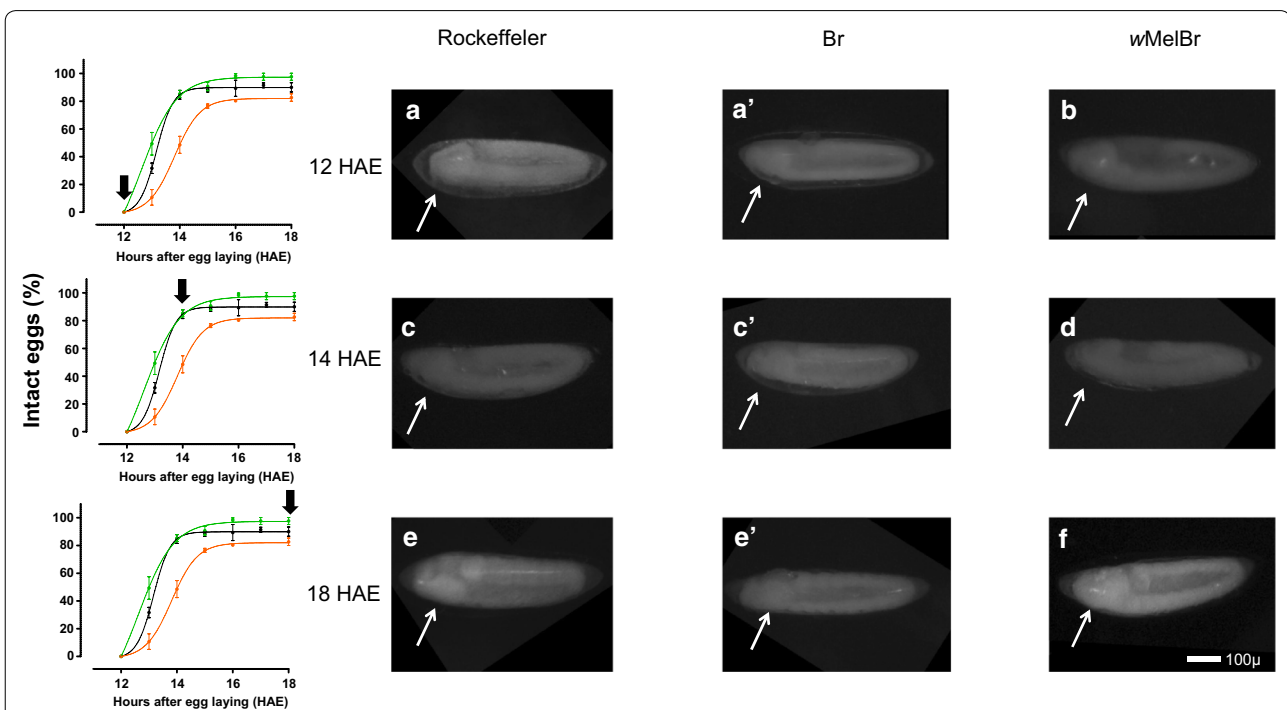 Rockeffeler
Br
wMelBr
Intact eggs (%)
100
80
60
40
20
0
12
14
16
18
Hours after egg laying (HAE)
12 HAE
a
a’
b
100
80
60
40
20
0
12
14
16
18
Hours after egg laying (HAE)
14 HAE
c
c’
d
100
80
60
40
20
0
12
14
16
18
Hours after egg laying (HAE)
18 HAE
e
e’
f
100µ